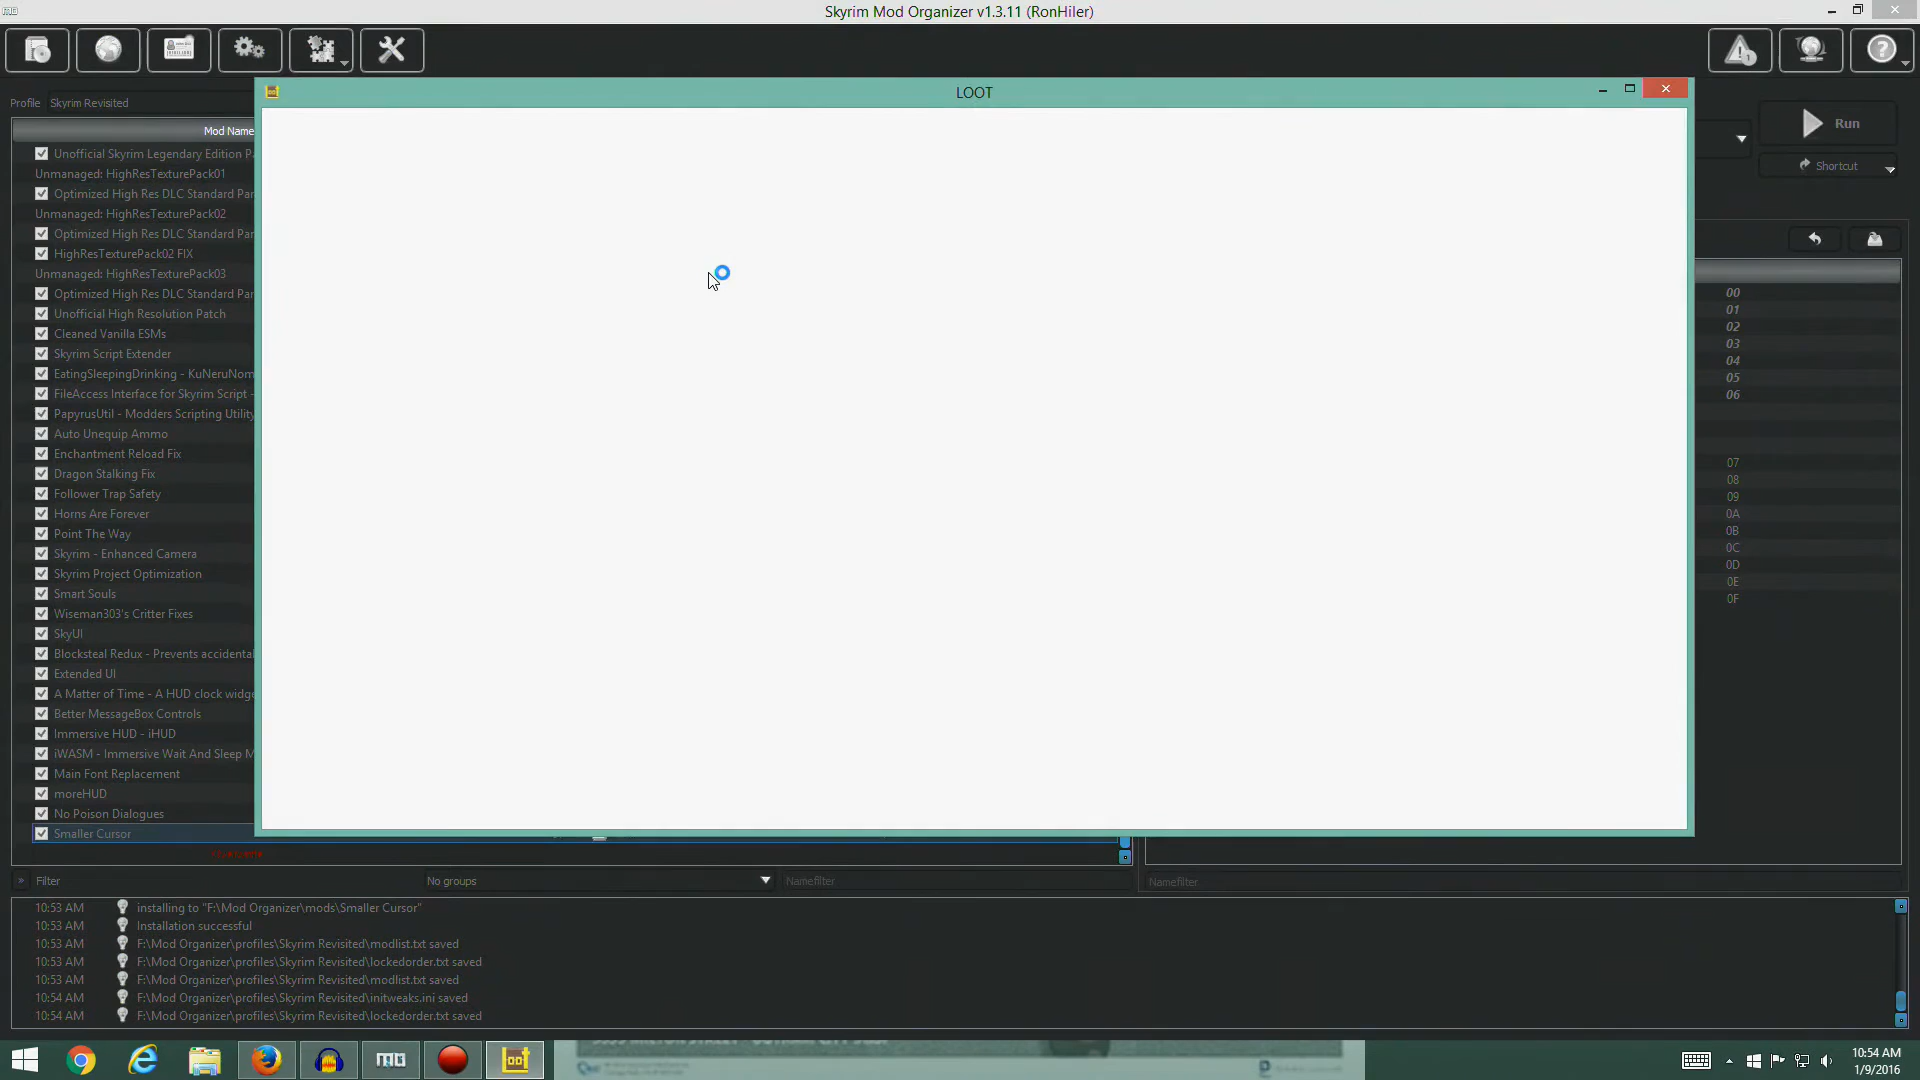 Skyrim Mod Organizer v1.3.11 (RonHiler)
LOOT
Profile Skyrim Revisited
Run
Shortcut
Mod Name
Unofficial Skyrim Legendary Edition P
Unmanaged: HighResTexturePack01
Optimized High Res DLC Standard Par
Unmanaged: HighResTexturePack02
Optimized High Res DLC Standard Par
HighResTexturePack02 FIX
Unmanaged: HighResTexturePack03
Optimized High Res DLC Standard Par
Unofficial High Resolution Patch
Cleaned Vanilla ESMs
Skyrim Script Extender
EatingSleepingDrinking - KuNeruNom
FileAccess Interface for Skyrim Script -
PapyrusUtil - Modders Scripting Utility
Auto Unequip Ammo
Enchantment Reload Fix
Dragon Stalking Fix
Follower Trap Safety
Horns Are Forever
Point The Way
Skyrim - Enhanced Camera
Skyrim Project Optimization
Smart Souls
Wiseman303's Critter Fixes
SkyUI
Blocksteal Redux - Prevents accidenta
Extended UI
A Matter of Time - A HUD clock widge
Better MessageBox Controls
Immersive HUD - iHUD
iWASM - Immersive Wait And Sleep M
Main Font Replacement
moreHUD
No Poison Dialogues
Smaller Cursor
00
01
02
03
04
05
06
07
08
09
0A
0B
0C
0D
0E
0F
Filter
No groups
Namefilter
Namefilter
10:53 AM installing to "F:\Mod Organizer\mods\Smaller Cursor"
10:53 AM Installation successful
10:53 AM F:\Mod Organizer\profiles\Skyrim Revisited\modlist.txt saved
10:53 AM F:\Mod Organizer\profiles\Skyrim Revisited\lockedorder.txt saved
10:53 AM F:\Mod Organizer\profiles\Skyrim Revisited\modlist.txt saved
10:54 AM F:\Mod Organizer\profiles\Skyrim Revisited\initweaks.ini saved
10:54 AM F:\Mod Organizer\profiles\Skyrim Revisited\lockedorder.txt saved
10:54 AM
1/9/2016